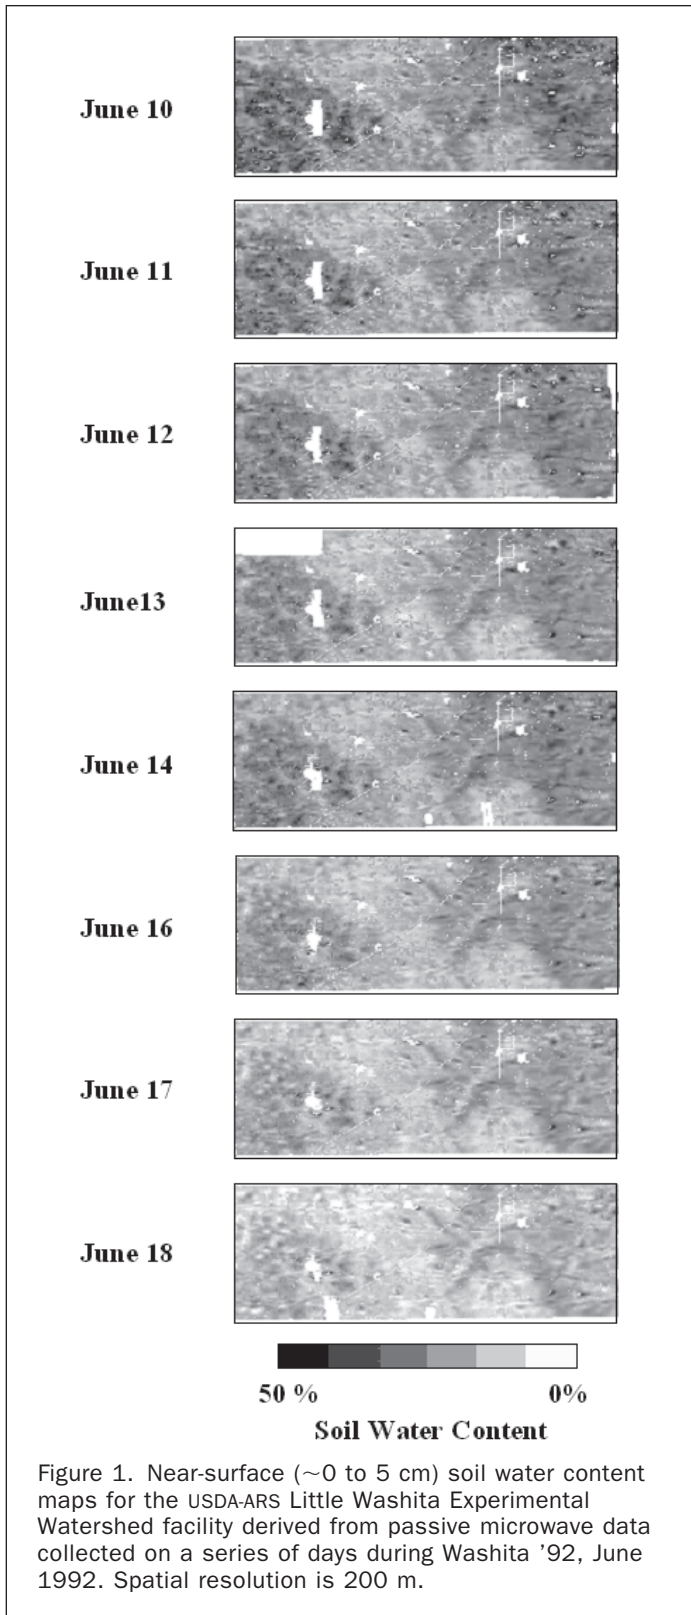 June 10
June 11
June 12
June13
June 14
June 16
June 17
June 18
50 % 0%
Soil Water Content
Figure 1. Near-surface (∼0 to 5 cm) soil water content
maps for the USDA-ARS Little Washita Experimental
Watershed facility derived from passive microwave data
collected on a series of days during Washita ’92, June
1992. Spatial resolution is 200 m.